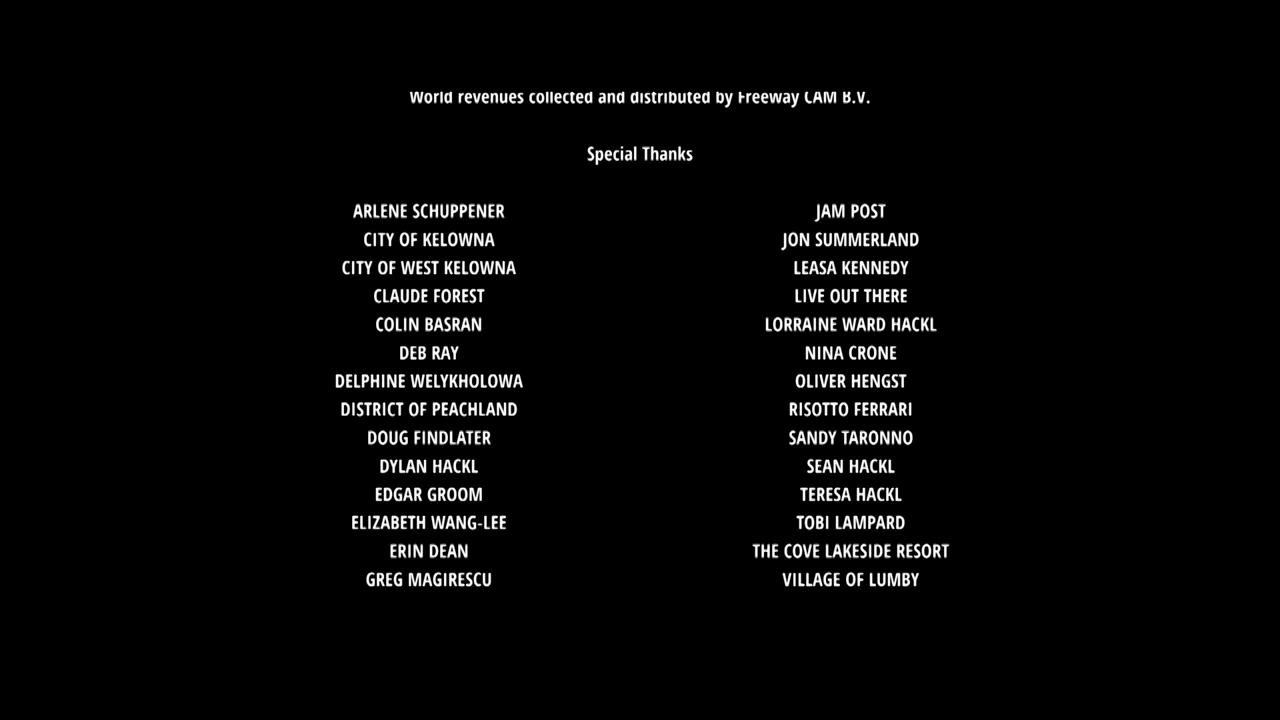 World revenues collected and distributed by Freeway CAM B.V.
Special Thanks
ARLENE SCHUPPENER
CITY OF KELOWNA
CITY OF WEST KELOWNA
CLAUDE FOREST
COLIN BASRAN
DEB RAY
DELPHINE WELYKHOLOWA
DISTRICT OF PEACHLAND
DOUG FINDLATER
DYLAN HACKL
EDGAR GROOM
ELIZABETH WANG-LEE
ERIN DEAN
GREG MAGIRESCU
JAM POST
JON SUMMERLAND
LEASA KENNEDY
LIVE OUT THERE
LORRAINE WARD HACKL
NINA CRONE
OLIVER HENGST
RISOTTO FERRARI
SANDY TARONNO
SEAN HACKL
TERESA HACKL
TOBI LAMPARD
THE COVE LAKESIDE RESORT
VILLAGE OF LUMBY